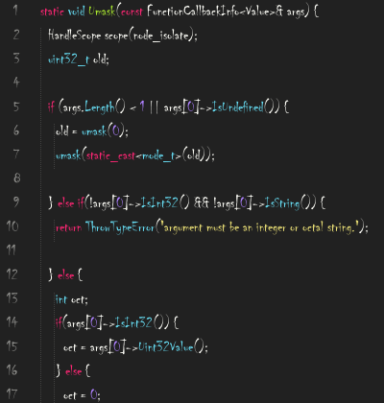 1 static void Umask(const FunctionCallbackInfo<Value>& args) {
2 HandleScope scope(node_isolate);
3 uint32_t old;
4
5 if (args.Length() < 1 || args[0]->IsUndefined()) {
6 old = umask(0);
7 umask(static_cast<mode_t>(old));
8
9 } else if(!args[0]->IsInt32() && !args[0]->IsString()) {
10 return ThrowTypeError('argument must be an integer or octal string.');
11
12 } else {
13 int oct;
14 if(args[0]->IsInt32()) {
15 oct = args[0]->Uint32Value();
16 } else {
17 oct = 0;